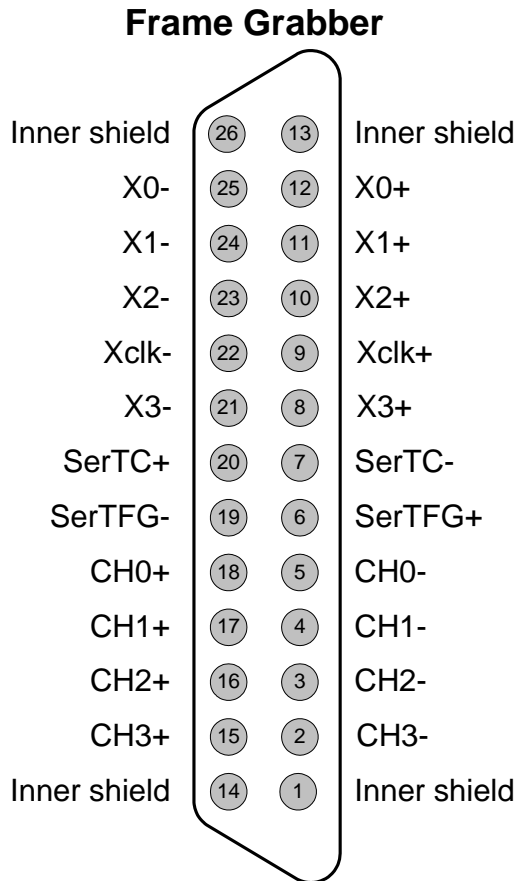 Frame Grabber
Inner shield 26 13 Inner shield
X0- 25 12 X0+
X1- 24 11 X1+
X2- 23 10 X2+
Xclk- 22 9 Xclk+
X3- 21 8 X3+
SerTC+ 20 7 SerTC-
SerTFG- 19 6 SerTFG+
CH0+ 18 5 CH0-
CH1+ 17 4 CH1-
CH2+ 16 3 CH2-
CH3+ 15 2 CH3-
Inner shield 14 1 Inner shield